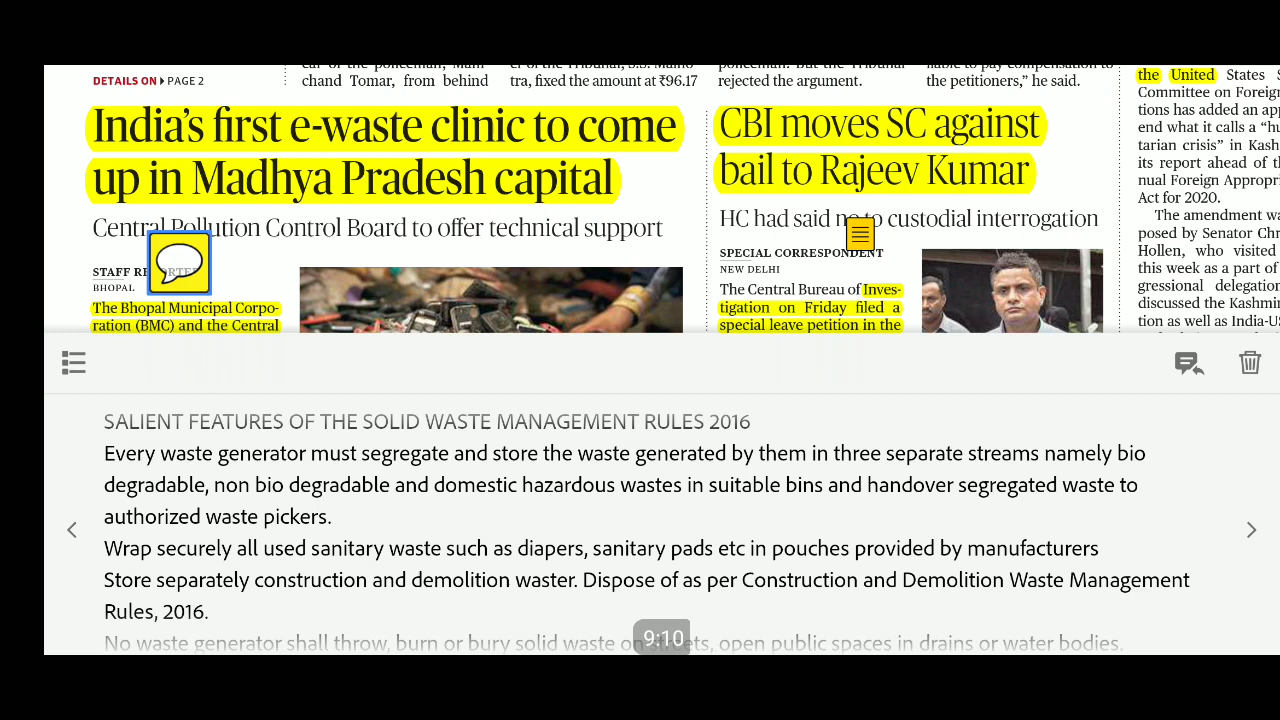 DETAILS ON PAGE 2
chand Tomar, from behind
tra, fixed the amount at ₹96.17
rejected the argument.
the petitioners,” he said.
India’s first e-waste clinic to come
up in Madhya Pradesh capital
Central Pollution Control Board to offer technical support
STAFF REPORTER
BHOPAL
The Bhopal Municipal Corpo-
ration (BMC) and the Central
CBI moves SC against
bail to Rajeev Kumar
HC had said no to custodial interrogation
SPECIAL CORRESPONDENT
NEW DELHI
The Central Bureau of Inves-
tigation on Friday filed a
special leave petition in the
the United States S
Committee on Foreign
tions has added an ap
end what it calls a “hu
tarian crisis” in Kash
its report ahead of th
nual Foreign Appropri
Act for 2020.
The amendment wa
posed by Senator Chr
Hollen, who visited
this week as a part of
gressional delegation
discussed the Kashmi
tion as well as India-US
SALIENT FEATURES OF THE SOLID WASTE MANAGEMENT RULES 2016
Every waste generator must segregate and store the waste generated by them in three separate streams namely bio
degradable, non bio degradable and domestic hazardous wastes in suitable bins and handover segregated waste to
authorized waste pickers.
Wrap securely all used sanitary waste such as diapers, sanitary pads etc in pouches provided by manufacturers
Store separately construction and demolition waster. Dispose of as per Construction and Demolition Waste Management
Rules, 2016.
No waste generator shall throw, burn or bury solid waste on streets, open public spaces in drains or water bodies.
9:10